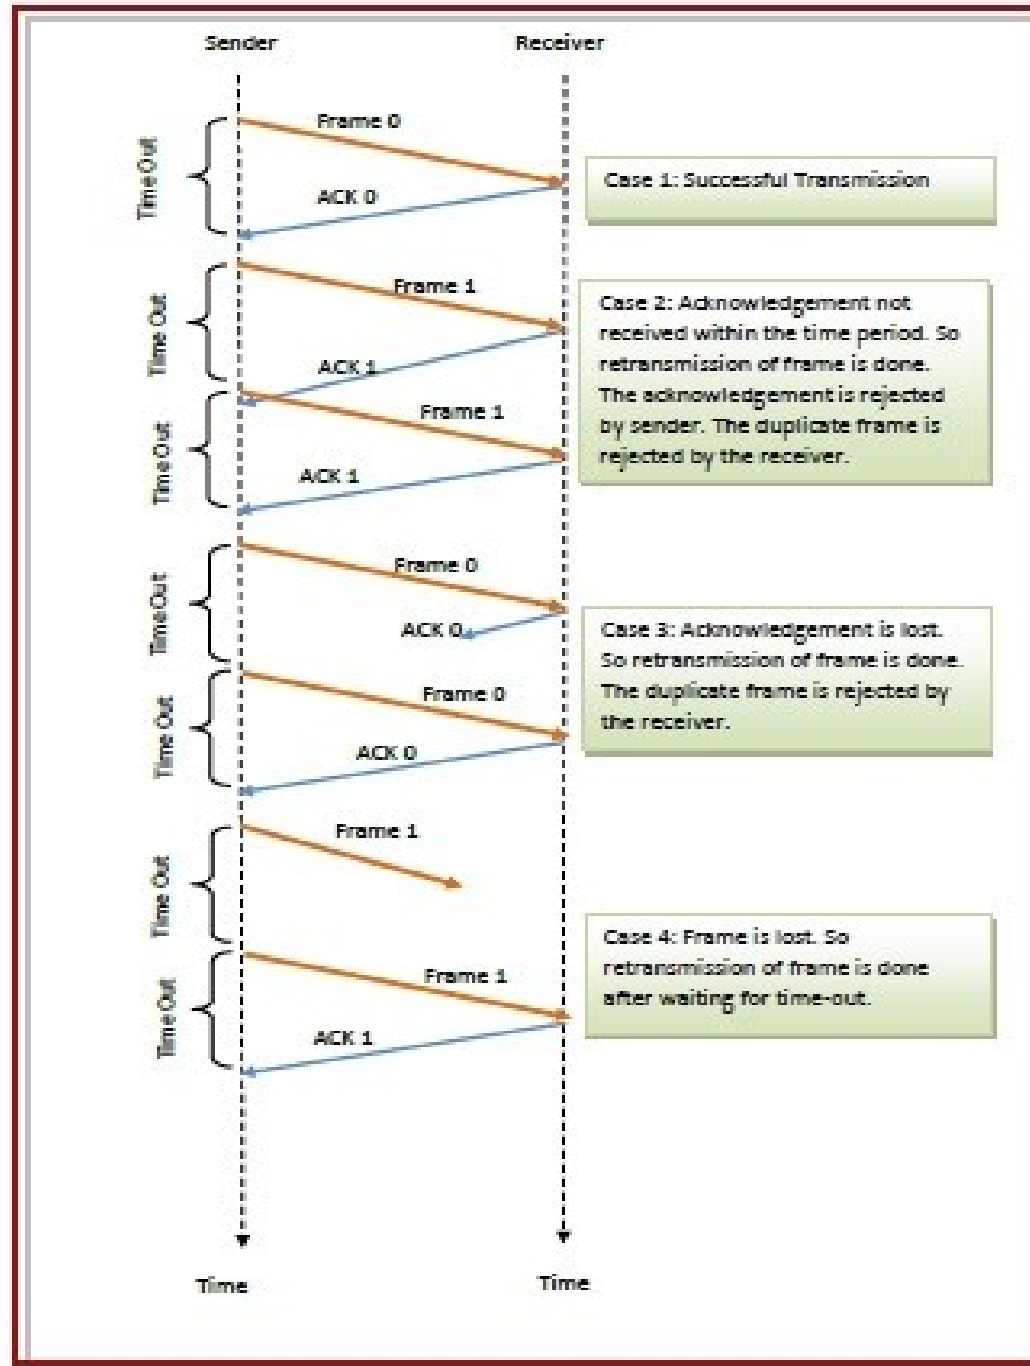 Sender
Receiver
Frame 0
Time Out
Case 1: Successful Transmission
ACK 0
Frame 1
Case 2: Acknowledgement not
received within the time period. So
retransmission of frame is done.
The acknowledgement is rejected
by sender. The duplicate frame is
rejected by the receiver.
Time Out
ACK 1
Frame 1
Time Out
ACK 1
Frame 0
Time Out
ACK 0
Case 3: Acknowledgement is lost.
So retransmission of frame is done.
The duplicate frame is rejected by
the receiver.
Frame 0
Time Out
ACK 0
Frame 1
Time Out
Case 4: Frame is lost. So
retransmission of frame is done
after waiting for time-out.
Frame 1
Time Out
ACK 1
Time
Time